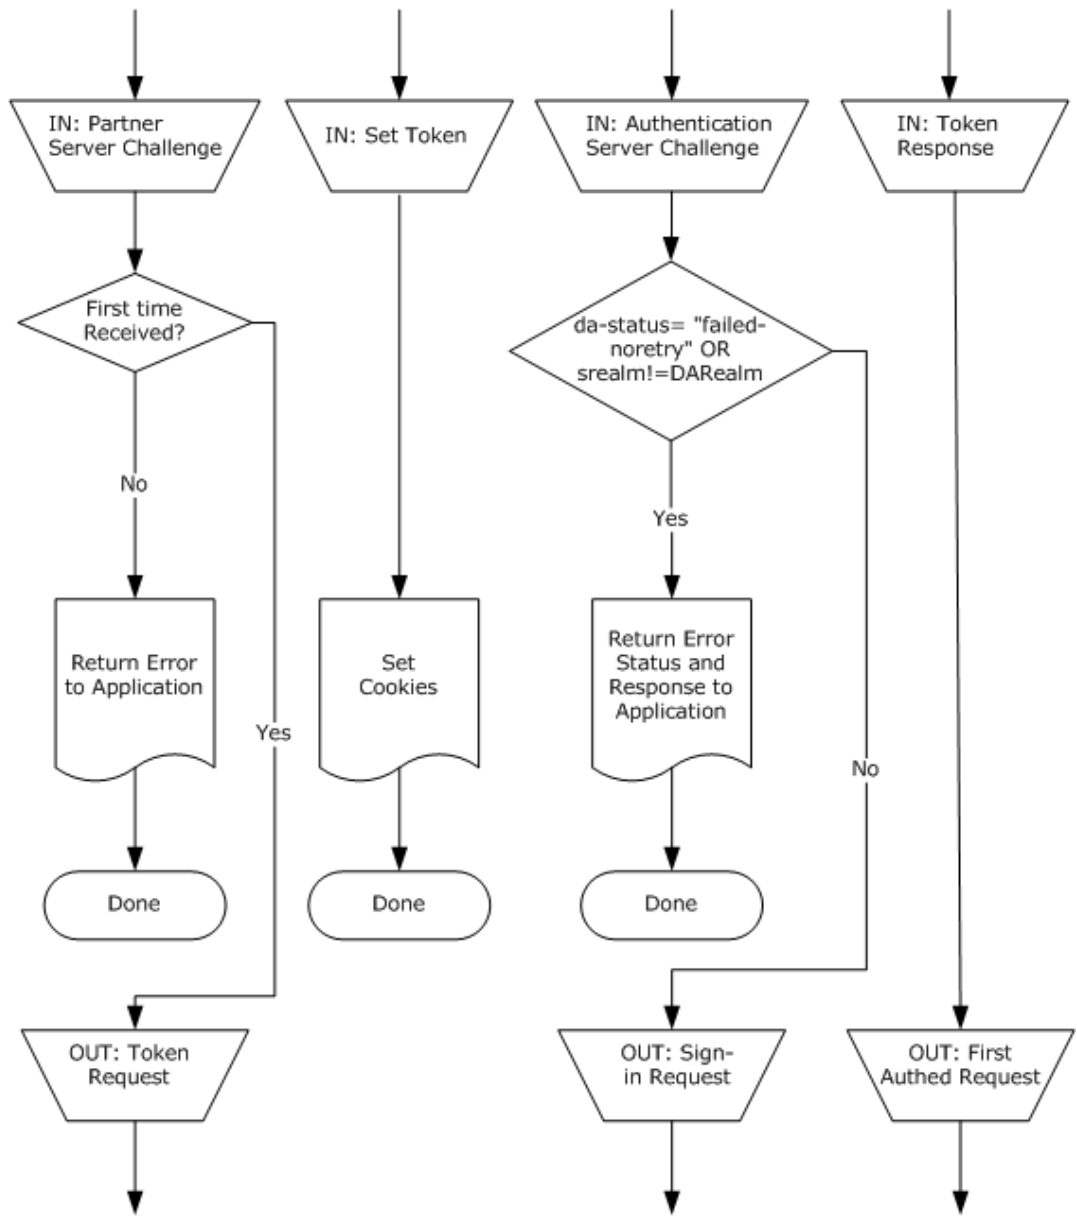 IN: Partner
Server Challenge
IN: Set Token
IN: Authentication
Server Challenge
IN: Token
Response
First time
Received?
da-status= "failed-
noretry" OR
srealm!=DARealm
No
Yes
Return Error
to Application
Set
Cookies
Return Error
Status and
Response to
Application
Yes
No
Done
Done
Done
OUT: Token
Request
OUT: Sign-
in Request
OUT: First
Authed Request